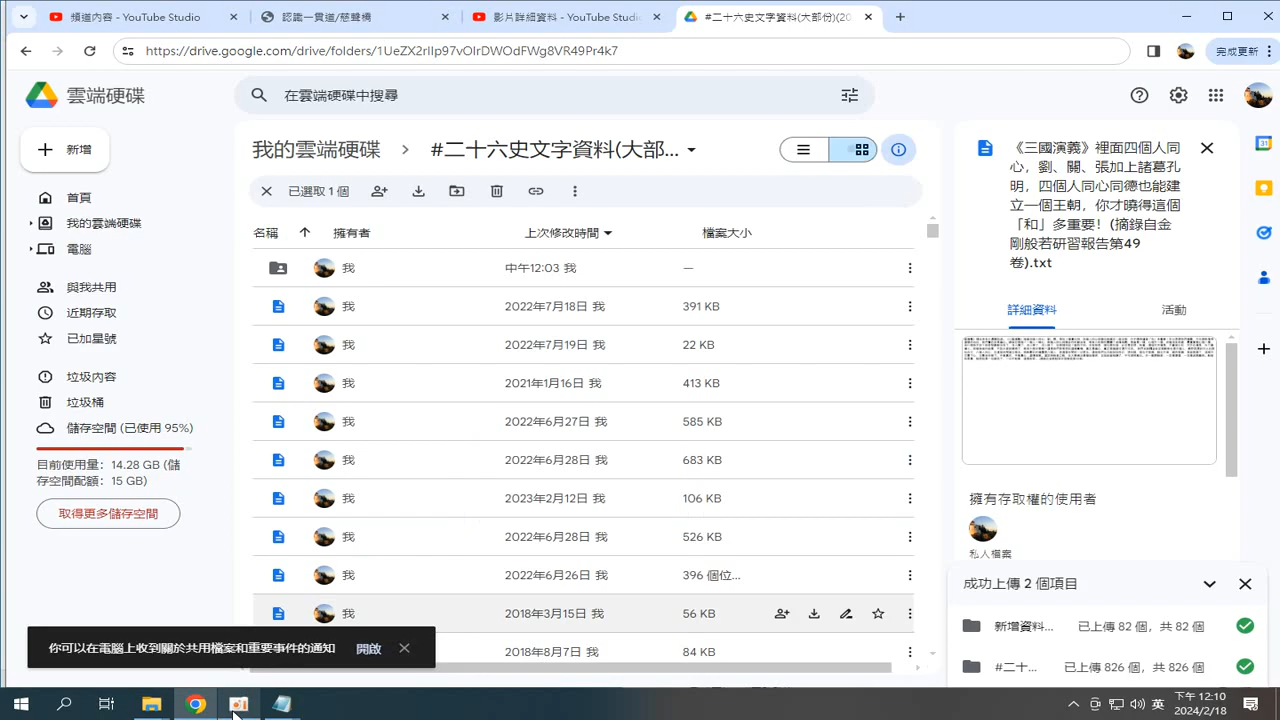 頻道內容 - YouTube Studio
認識一貫道/慈聲機
影片詳細資料 - YouTube Studi
#二十六史文字資料(大部份)(20
https://drive.google.com/drive/folders/1UeZX2rlIp97vOIrDWOdFWg8VR49Pr4k7
完成更新
雲端硬碟
在雲端硬碟中搜尋
新增
首頁
我的雲端硬碟
電腦
與我共用
近期存取
已加星號
垃圾內容
垃圾桶
儲存空間 (已使用 95%)
目前使用量：14.28 GB (儲
存空間配額：15 GB)
取得更多儲存空間
我的雲端硬碟 > #二十六史文字資料(大部...
已選取 1 個
名稱 擁有者 上次修改時間 檔案大小
我 中午12:03 我 —
我 2022年7月18日 我 391 KB
我 2022年7月19日 我 22 KB
我 2021年1月16日 我 413 KB
我 2022年6月27日 我 585 KB
我 2022年6月28日 我 683 KB
我 2023年2月12日 我 106 KB
我 2022年6月28日 我 526 KB
我 2022年6月26日 我 396 個位...
我 2018年3月15日 我 56 KB
我 2018年8月7日 我 84 KB
你可以在電腦上收到關於共用檔案和重要事件的通知 開啟
《三國演義》裡面四個人同
心，劉、關、張加上諸葛孔
明，四個人同心同德也能建
立一個王朝，你才曉得這個
「和」多重要！(摘錄自金
剛般若研習報告第49
卷).txt
詳細資料 活動
擁有存取權的使用者
私人檔案
成功上傳 2 個項目
新增資料... 已上傳 82 個，共 82 個
#二十... 已上傳 826 個，共 826 個
31
英
下午 12:10
2024/2/18